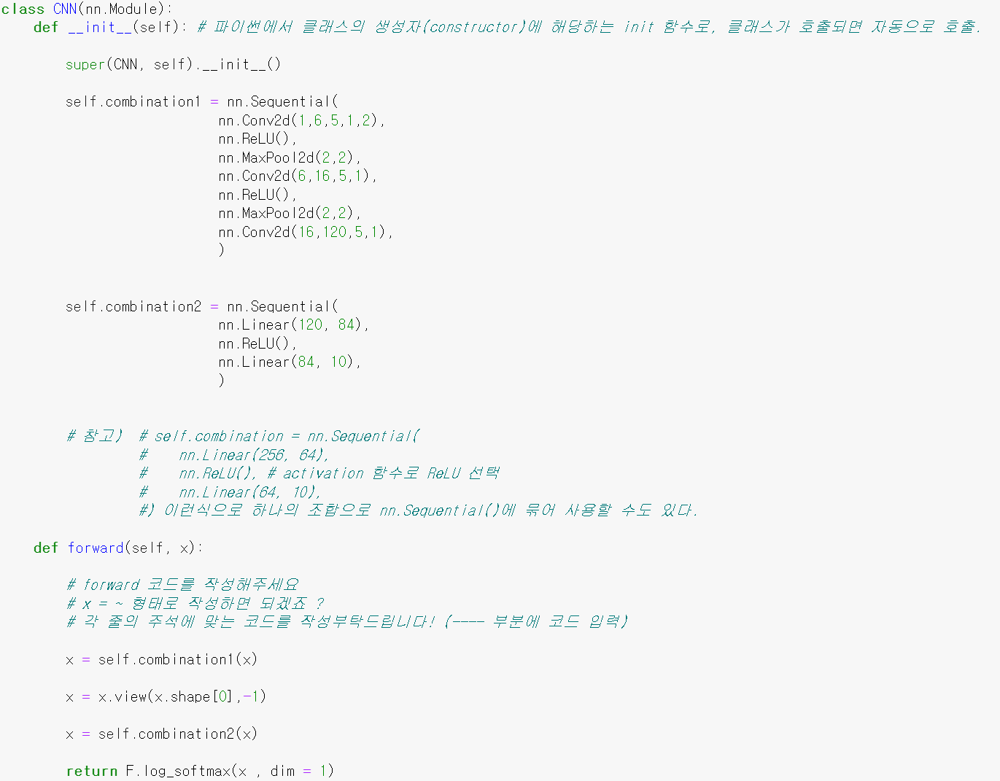 class CNN(nn.Module):
    def __init__(self): # 파이썬에서 클래스의 생성자(constructor)에 해당하는 init 함수로, 클래스가 호출되면 자동으로 호출.
        super(CNN, self).__init__()
        self.combination1 = nn.Sequential(
                           nn.Conv2d(1,6,5,1,2),
                           nn.ReLU(),
                           nn.MaxPool2d(2,2),
                           nn.Conv2d(6,16,5,1),
                           nn.ReLU(),
                           nn.MaxPool2d(2,2),
                           nn.Conv2d(16,120,5,1),
                           )
        self.combination2 = nn.Sequential(
                           nn.Linear(120, 84),
                           nn.ReLU(),
                           nn.Linear(84, 10),
                           )
        # 참고)  # self.combination = nn.Sequential(
                 #    nn.Linear(256, 64),
                 #    nn.ReLU(), # activation 함수로 ReLU 선택
                 #    nn.Linear(64, 10),
                 #) 이런식으로 하나의 조합으로 nn.Sequential()에 묶어 사용할 수도 있다.
    def forward(self, x):
        # forward 코드를 작성해주세요
        # x = ~ 형태로 작성하면 되겠죠 ?
        # 각 줄의 주석에 맞는 코드를 작성부탁드립니다! (---- 부분에 코드 입력)
        x = self.combination1(x)
        x = x.view(x.shape[0],-1)
        x = self.combination2(x)
        return F.log_softmax(x , dim = 1)